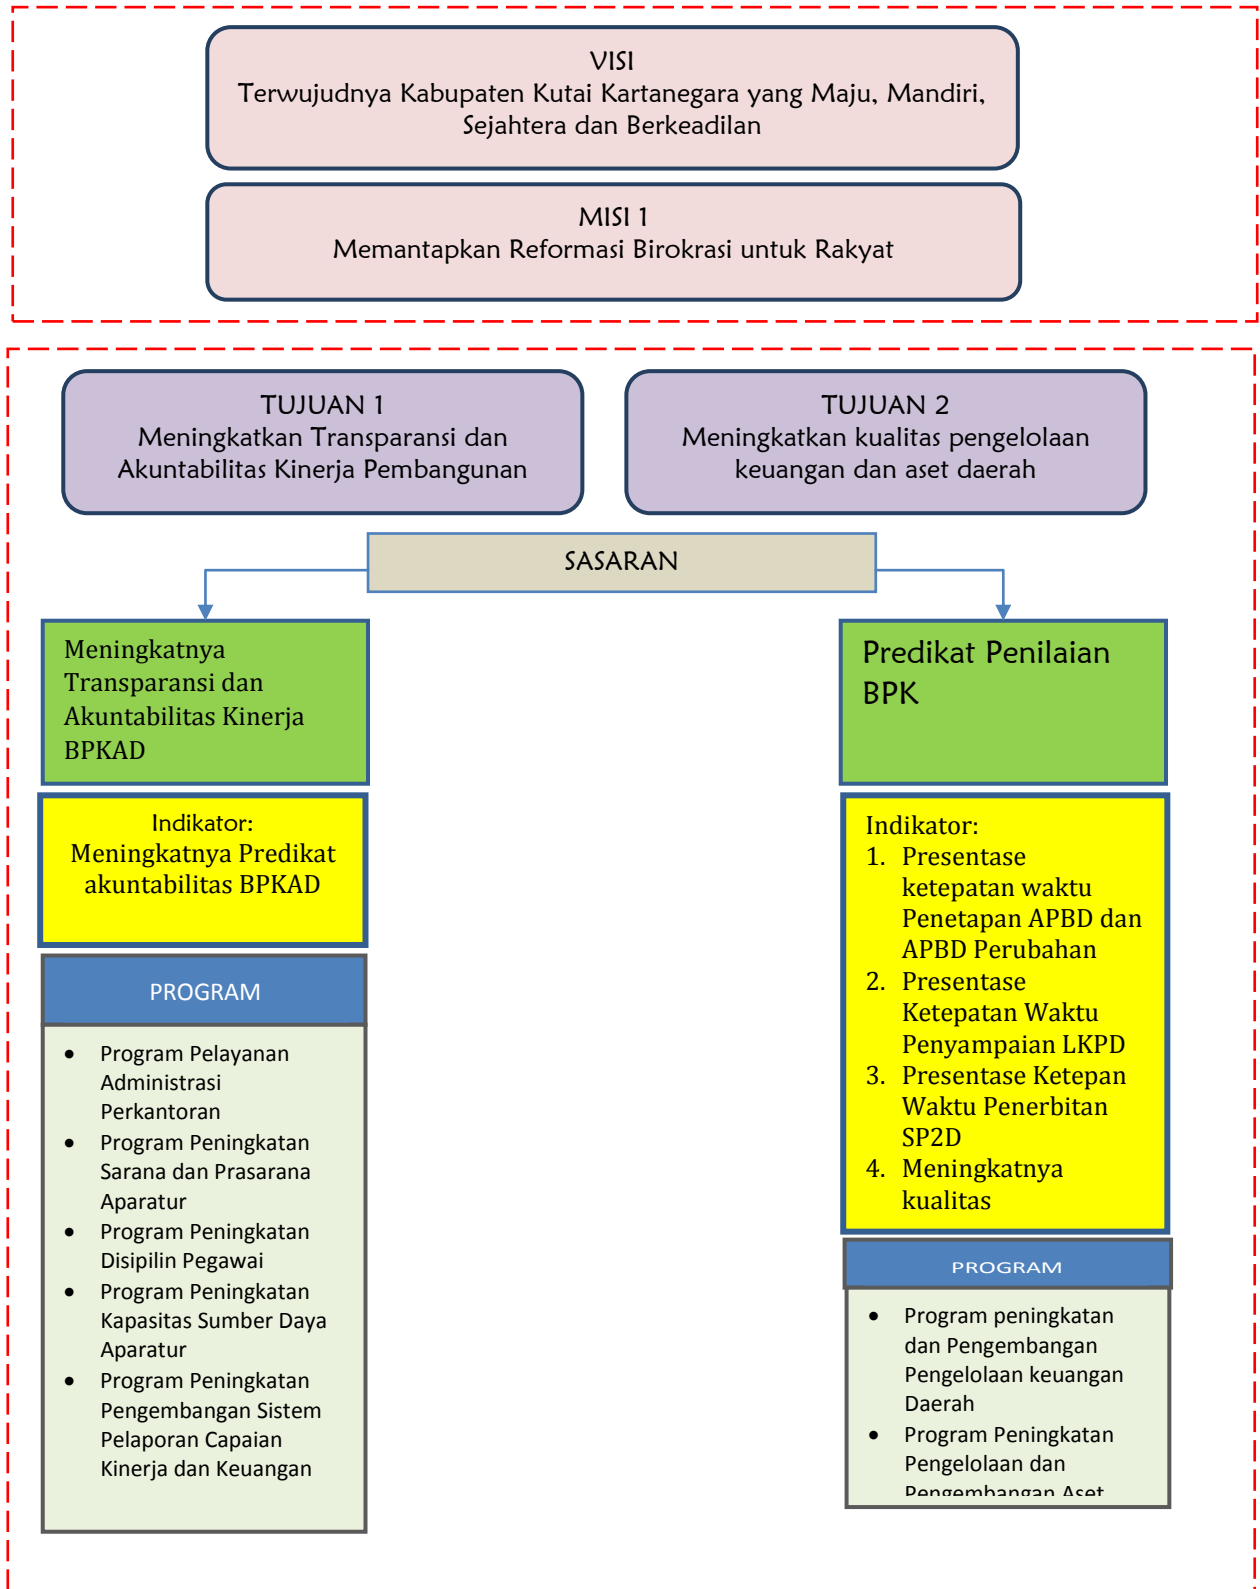 VISI
Terwujudnya Kabupaten Kutai Kartanegara yang Maju, Mandiri,
Sejahtera dan Berkeadilan
MISI 1
Memantapkan Reformasi Birokrasi untuk Rakyat
TUJUAN 1
Meningkatkan Transparansi dan
Akuntabilitas Kinerja Pembangunan
TUJUAN 2
Meningkatkan kualitas pengelolaan
keuangan dan aset daerah
SASARAN
Meningkatnya
Transparansi dan
Akuntabilitas Kinerja
BPKAD
Indikator:
Meningkatnya Predikat
akuntabilitas BPKAD
PROGRAM
• Program Pelayanan
Administrasi
Perkantoran
• Program Peningkatan
Sarana dan Prasarana
Aparatur
• Program Peningkatan
Disipilin Pegawai
• Program Peningkatan
Kapasitas Sumber Daya
Aparatur
• Program Peningkatan
Pengembangan Sistem
Pelaporan Capaian
Kinerja dan Keuangan
Predikat Penilaian
BPK
Indikator:
1. Presentase
ketepatan waktu
Penetapan APBD dan
APBD Perubahan
2. Presentase
Ketepatan Waktu
Penyampaian LKPD
3. Presentase Ketepan
Waktu Penerbitan
SP2D
4. Meningkatnya
kualitas
PROGRAM
• Program peningkatan
dan Pengembangan
Pengelolaan keuangan
Daerah
• Program Peningkatan
Pengelolaan dan
Pengembangan Aset